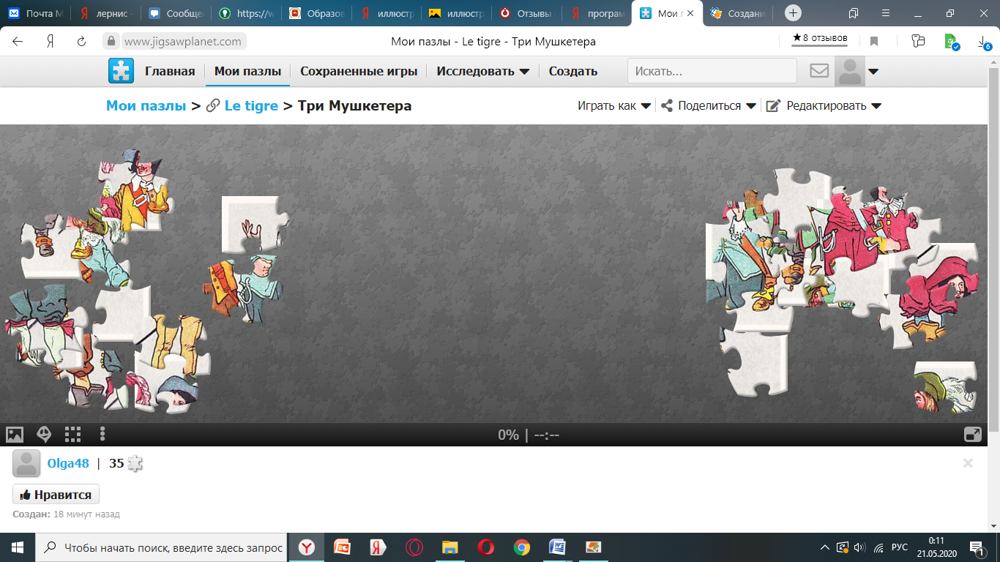 Почта М
лернис -
Сообще
https://w
Образов
иллюстр
иллюстр
Отзывы
програм
Мои п
Создани
www.jigsawplanet.com
Мои пазлы - Le tigre - Три Мушкетера
★8 отзывов
6
Главная
Мои пазлы
Сохраненные игры
Исследовать
Создать
Искать...
Мои пазлы > Le tigre > Три Мушкетера
Играть как
Поделиться
Редактировать
0% | --:--
Olga48 | 35
Нравится
Создан: 18 минут назад
Чтобы начать поиск, введите здесь запрос
РУС
0:11
21.05.2020
1